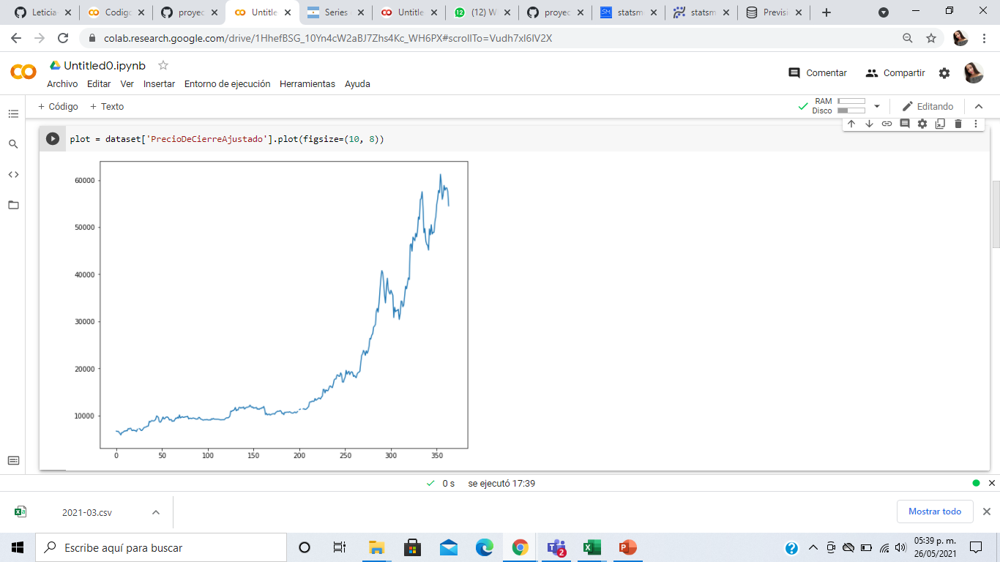 Leticia
Codigo
proyec
Untitle
Series
Untitle
(12) W
proyec
statsm
statsm
Previsi
colab.research.google.com/drive/1HhefBSG_10Yn4cW2aBJ7Zhs4Kc_WH6PX#scrollTo=Vudh7xl6lV2X
Untitled0.ipynb
Archivo Editar Ver Insertar Entorno de ejecución Herramientas Ayuda
Comentar Compartir
+ Código + Texto
RAM
Disco
Editando
plot = dataset['PrecioDeCierreAjustado'].plot(figsize=(10, 8))
60000
50000
40000
30000
20000
10000
0 50 100 150 200 250 300 350
0 s se ejecutó 17:39
2021-03.csv
Mostrar todo
Escribe aquí para buscar
2
05:39 p. m.
26/05/2021